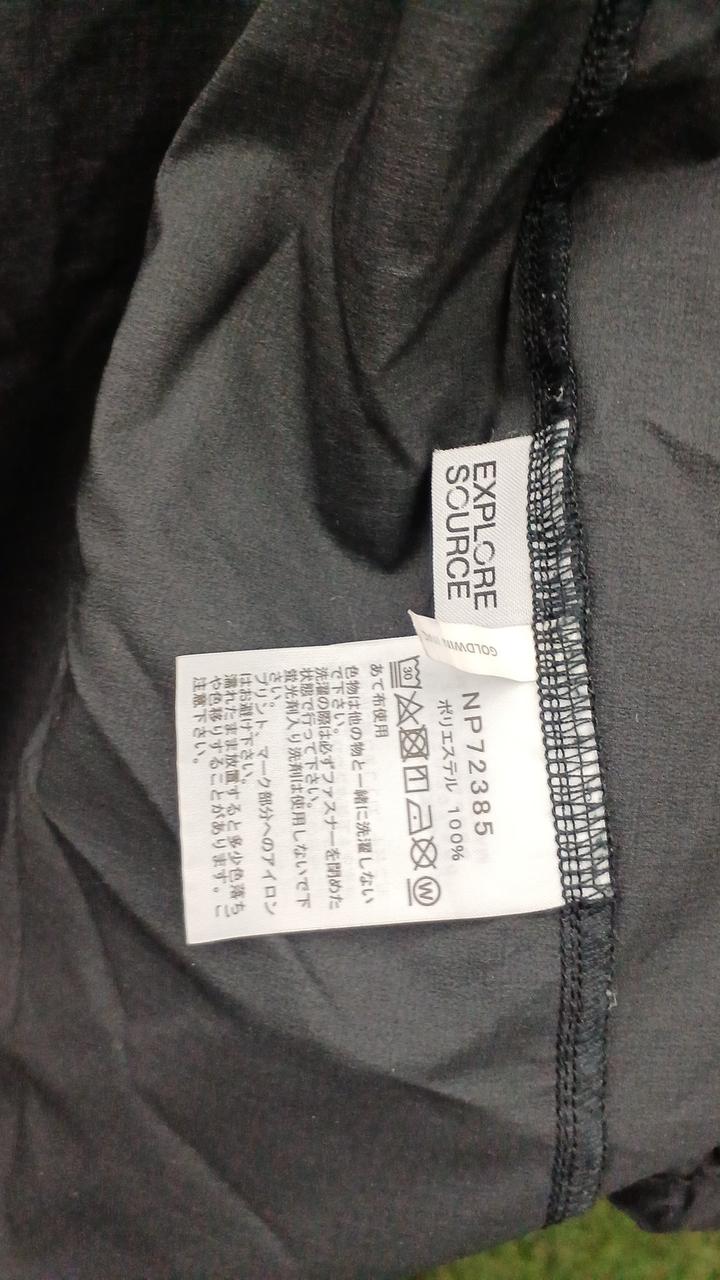 EXPLORE
SOURCE
GOLDWIN INC.
NP72385
ポリエステル 100%
30
W
あて布使用
色物は他の物と一緒に洗濯しない
で下さい。
洗濯の際は必ずファスナーを閉めた
状態で行って下さい。
蛍光剤入り洗剤は使用しないで下
さい。
プリント、マーク部分へのアイロン
はお避け下さい。
濡れたまま放置すると多少色落ち
や色移りすることがあります。ご
注意下さい。